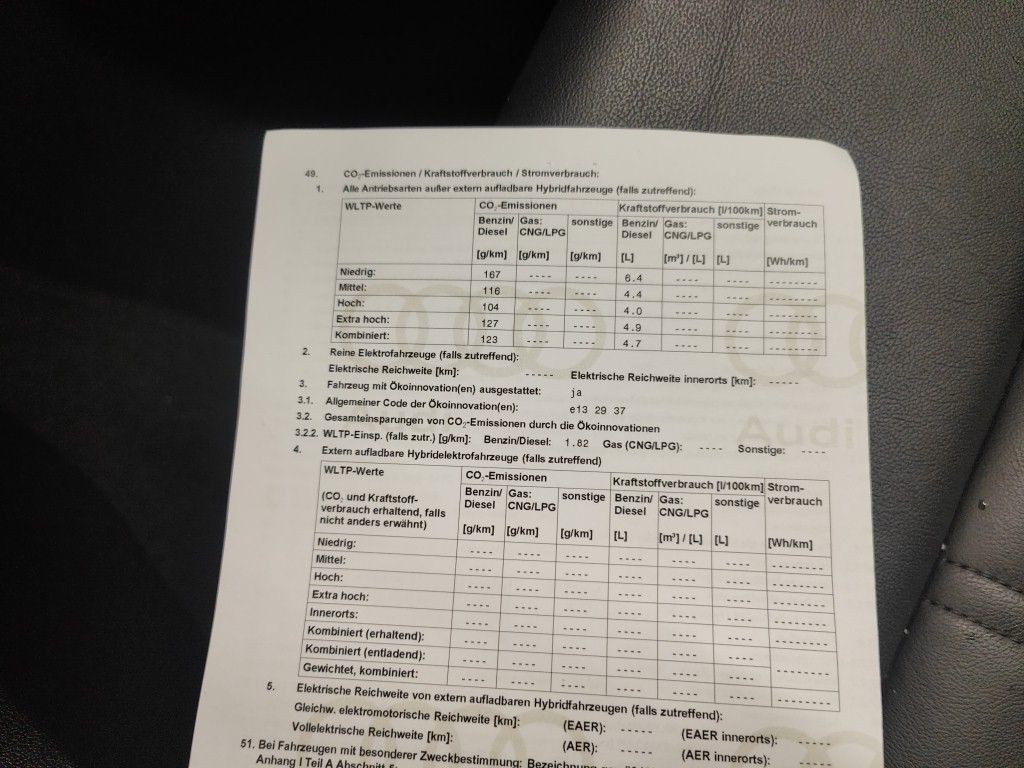 49. CO₂-Emissionen / Kraftstoffverbrauch / Stromverbrauch:
1. Alle Antriebsarten außer extern aufladbare Hybridfahrzeuge (falls zutreffend):
WLTP-Werte CO₂-Emissionen Kraftstoffverbrauch [l/100km] Strom-
verbrauch
Benzin/ Gas: sonstige Benzin/ Gas: sonstige
Diesel CNG/LPG Diesel CNG/LPG
[g/km] [g/km] [g/km] [L] [m³] / [L] [L] [Wh/km]
Niedrig: 167 ---- ---- 6.4 ---- ---- --------
Mittel: 116 ---- ---- 4.4 ---- ---- --------
Hoch: 104 ---- ---- 4.0 ---- ---- --------
Extra hoch: 127 ---- ---- 4.9 ---- ---- --------
Kombiniert: 123 ---- ---- 4.7 ---- ---- --------
2. Reine Elektrofahrzeuge (falls zutreffend):
Elektrische Reichweite [km]: ----- Elektrische Reichweite innerorts [km]: -----
3. Fahrzeug mit Ökoinnovation(en) ausgestattet: ja
3.1. Allgemeiner Code der Ökoinnovation(en): e13 29 37
3.2. Gesamteinsparungen von CO₂-Emissionen durch die Ökoinnovationen
Audi
3.2.2. WLTP-Einsp. (falls zutr.) [g/km]: Benzin/Diesel: 1.82 Gas (CNG/LPG): ---- Sonstige: ----
4. Extern aufladbare Hybridelektrofahrzeuge (falls zutreffend)
WLTP-Werte CO₂-Emissionen Kraftstoffverbrauch [l/100km] Strom-
verbrauch
(CO₂ und Kraftstoff- Benzin/ Gas: sonstige Benzin/ Gas: sonstige
verbrauch erhaltend, falls Diesel CNG/LPG Diesel CNG/LPG
nicht anders erwähnt) [g/km] [g/km] [g/km] [L] [m³] / [L] [L] [Wh/km]
Niedrig: ---- ---- ---- ---- ---- ---- --------
Mittel: ---- ---- ---- ---- ---- ---- --------
Hoch: ---- ---- ---- ---- ---- ---- --------
Extra hoch: ---- ---- ---- ---- ---- ---- --------
Innerorts: ---- ---- ---- ---- ---- ---- --------
Kombiniert (erhaltend): ---- ---- ---- ---- ---- ----
Kombiniert (entladend): ---- ---- ---- ---- ---- ---- --------
Gewichtet, kombiniert: ---- ---- ---- ---- ---- ---- --------
5. Elektrische Reichweite von extern aufladbaren Hybridfahrzeugen (falls zutreffend):
Gleichw. elektromotorische Reichweite [km]: (EAER): ----- (EAER innerorts): -----
Vollelektrische Reichweite [km]: (AER): ----- (AER innerorts): -----
51. Bei Fahrzeugen mit besonderer Zweckbestimmung: Bezeichnung
Anhang I Teil A Abschnitt 5: